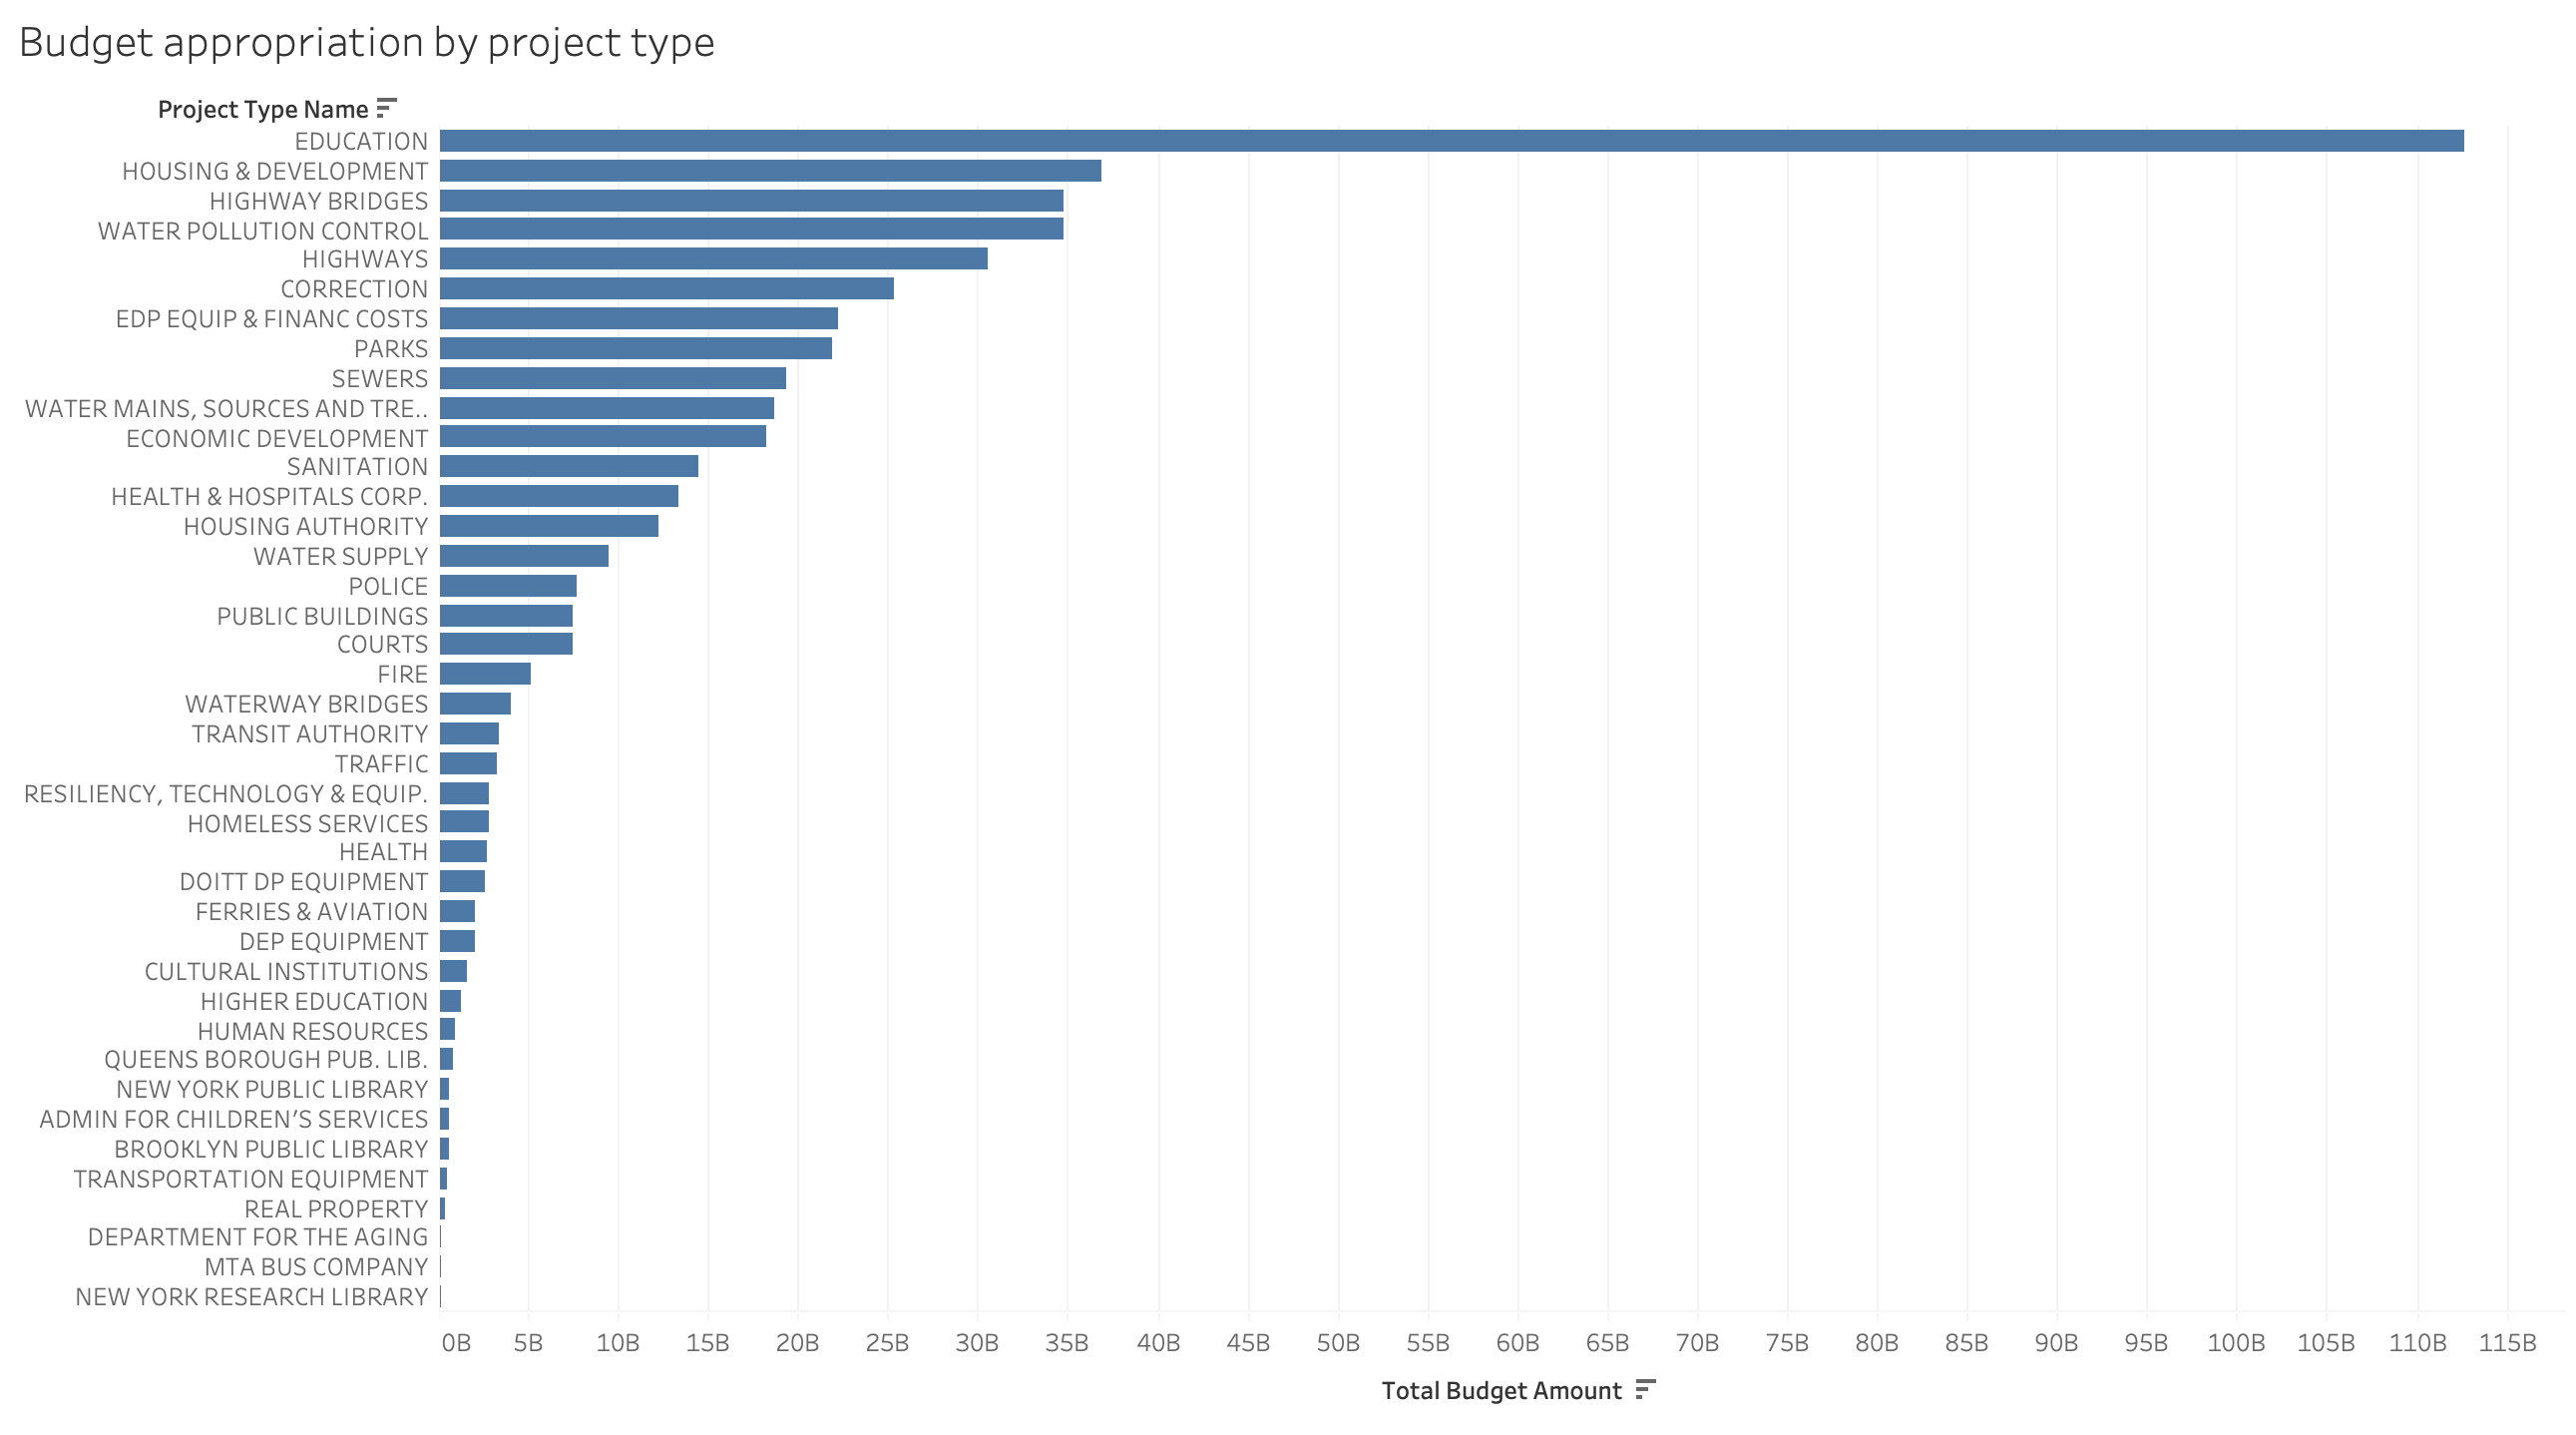 Budget appropriation by project type
Project Type Name
EDUCATION
HOUSING & DEVELOPMENT
HIGHWAY BRIDGES
WATER POLLUTION CONTROL
HIGHWAYS
CORRECTION
EDP EQUIP & FINANC COSTS
PARKS
SEWERS
WATER MAINS, SOURCES AND TRE..
ECONOMIC DEVELOPMENT
SANITATION
HEALTH & HOSPITALS CORP.
HOUSING AUTHORITY
WATER SUPPLY
POLICE
PUBLIC BUILDINGS
COURTS
FIRE
WATERWAY BRIDGES
TRANSIT AUTHORITY
TRAFFIC
RESILIENCY, TECHNOLOGY & EQUIP.
HOMELESS SERVICES
HEALTH
DOITT DP EQUIPMENT
FERRIES & AVIATION
DEP EQUIPMENT
CULTURAL INSTITUTIONS
HIGHER EDUCATION
HUMAN RESOURCES
QUEENS BOROUGH PUB. LIB.
NEW YORK PUBLIC LIBRARY
ADMIN FOR CHILDREN’S SERVICES
BROOKLYN PUBLIC LIBRARY
TRANSPORTATION EQUIPMENT
REAL PROPERTY
DEPARTMENT FOR THE AGING
MTA BUS COMPANY
NEW YORK RESEARCH LIBRARY
0B 5B 10B 15B 20B 25B 30B 35B 40B 45B 50B 55B 60B 65B 70B 75B 80B 85B 90B 95B 100B 105B 110B 115B
Total Budget Amount